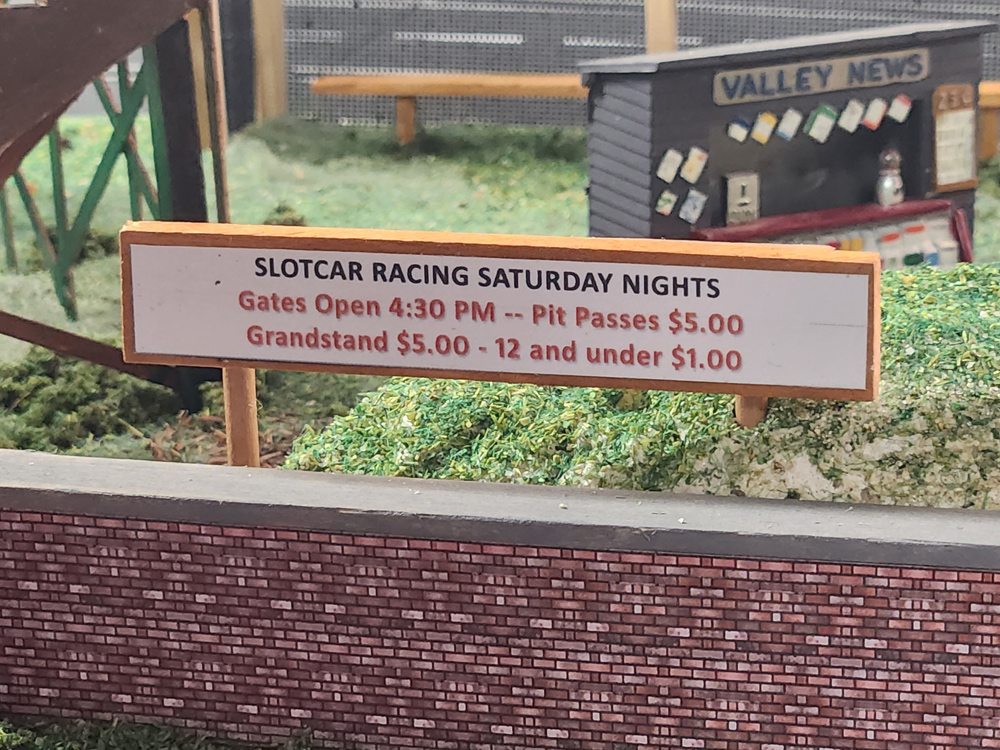 VALLEY NEWS
SLOTCAR RACING SATURDAY NIGHTS
Gates Open 4:30 PM -- Pit Passes $5.00
Grandstand $5.00 - 12 and under $1.00